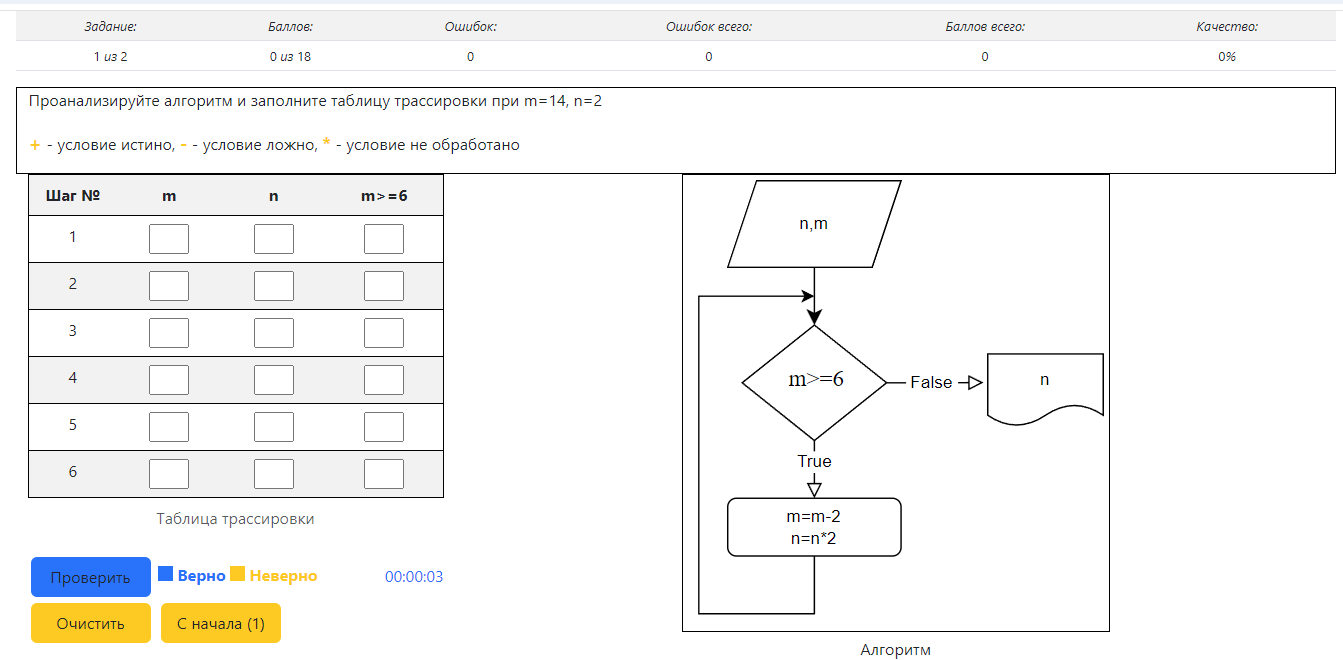 Задание: Баллов: Ошибок: Ошибок всего: Баллов всего: Качество:
1 из 2 0 из 18 0 0 0 0%
Проанализируйте алгоритм и заполните таблицу трассировки при m=14, n=2
+ - условие истино, - - условие ложно, * - условие не обработано
Шаг № m n m>=6
1
2
3
4
5
6
Таблица трассировки
Проверить Верно Неверно 00:00:03
Очистить С начала (1)
n,m
m>=6
False
n
True
m=m-2
n=n*2
Алгоритм